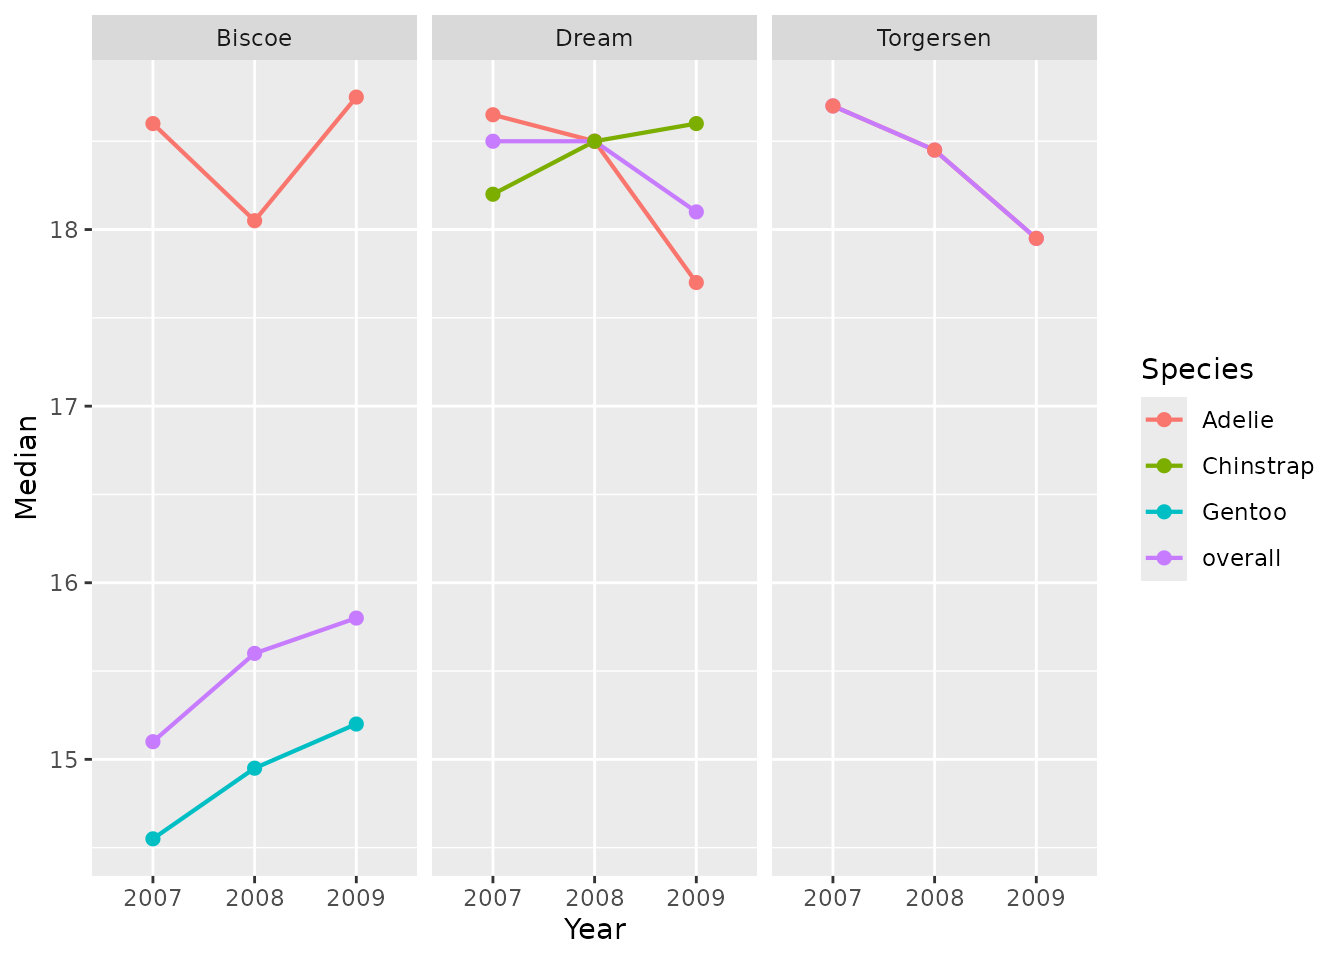 Biscoe Dream Torgersen
18
17
16
15
Median
2007 2008 2009 2007 2008 2009 2007 2008 2009
Year
Species
Adelie
Chinstrap
Gentoo
overall